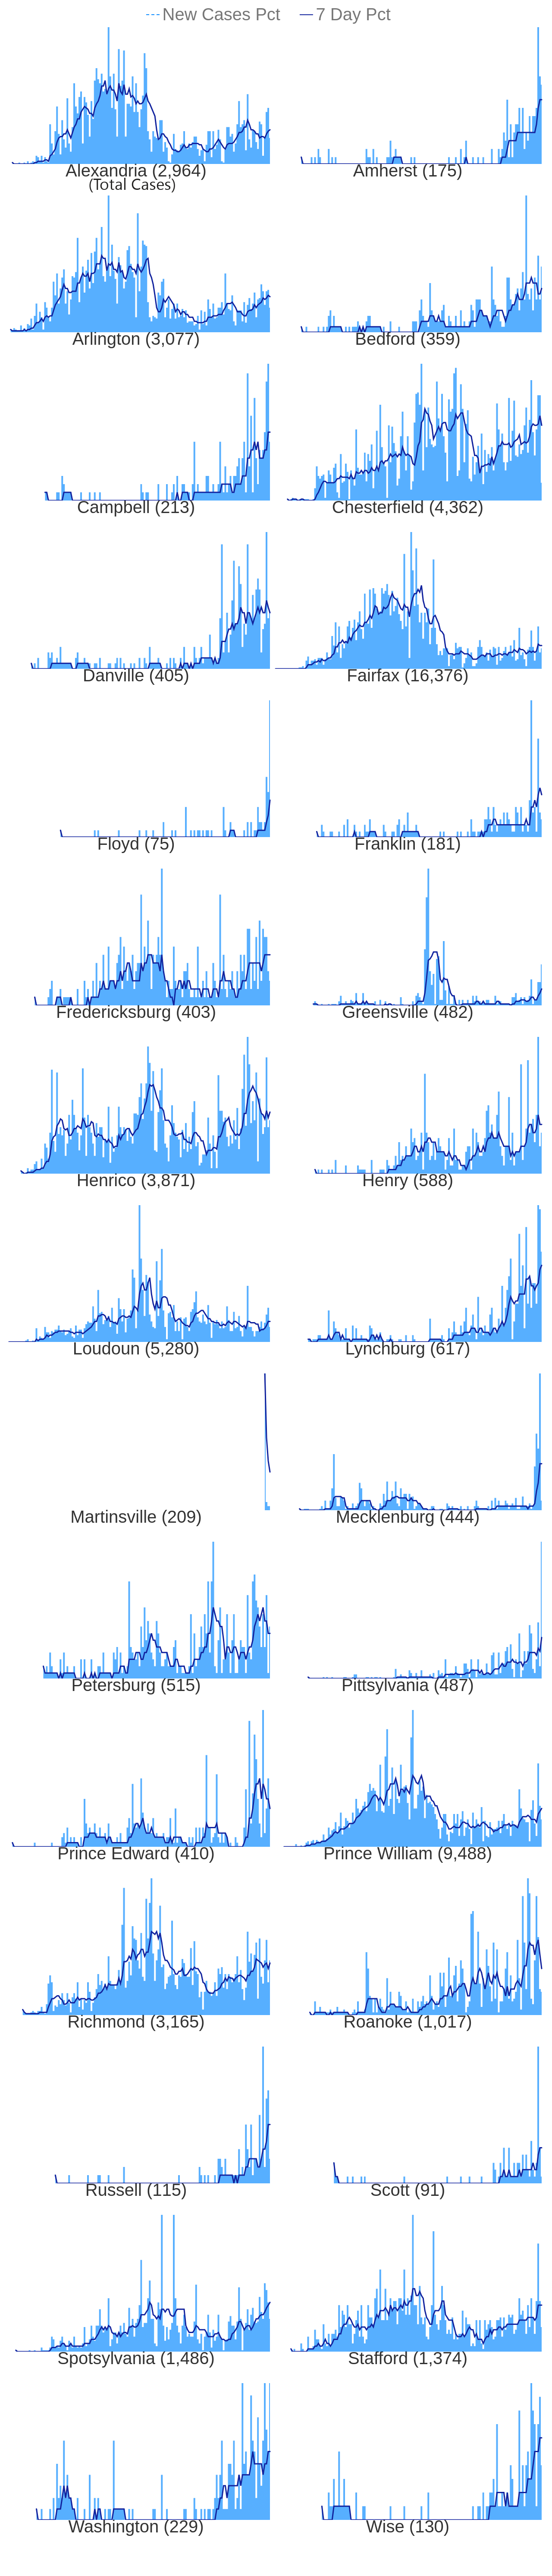 New Cases Pct 7 Day Pct
Alexandria (2,964) Amherst (175)
(Total Cases)
Arlington (3,077) Bedford (359)
Campbell (213) Chesterfield (4,362)
Danville (405) Fairfax (16,376)
Floyd (75) Franklin (181)
Fredericksburg (403) Greensville (482)
Henrico (3,871) Henry (588)
Loudoun (5,280) Lynchburg (617)
Martinsville (209) Mecklenburg (444)
Petersburg (515) Pittsylvania (487)
Prince Edward (410) Prince William (9,488)
Richmond (3,165) Roanoke (1,017)
Russell (115) Scott (91)
Spotsylvania (1,486) Stafford (1,374)
Washington (229) Wise (130)